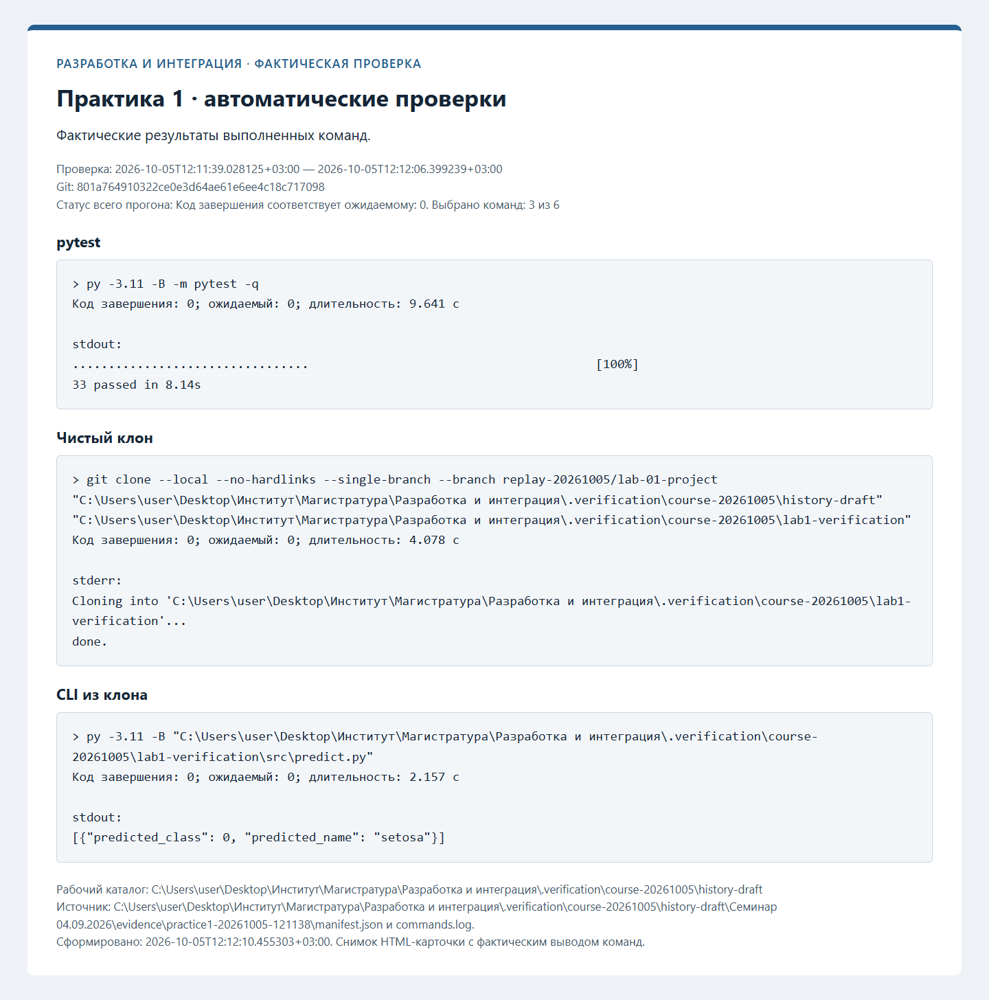 РАЗРАБОТКА И ИНТЕГРАЦИЯ · ФАКТИЧЕСКАЯ ПРОВЕРКА
Практика 1 · автоматические проверки
Фактические результаты выполненных команд.
Проверка: 2026-10-05T12:11:39.028125+03:00 — 2026-10-05T12:12:06.399239+03:00
Git: 801a764910322ce0e3d64ae61e6ee4c18c717098
Статус всего прогона: Код завершения соответствует ожидаемому: 0. Выбрано команд: 3 из 6
pytest
> py -3.11 -B -m pytest -q
Код завершения: 0; ожидаемый: 0; длительность: 9.641 с
stdout:
................................. [100%]
33 passed in 8.14s
Чистый клон
> git clone --local --no-hardlinks --single-branch --branch replay-20261005/lab-01-project
"C:\Users\user\Desktop\Институт\Магистратура\Разработка и интеграция\.verification\course-20261005\history-draft"
"C:\Users\user\Desktop\Институт\Магистратура\Разработка и интеграция\.verification\course-20261005\lab1-verification"
Код завершения: 0; ожидаемый: 0; длительность: 4.078 с
stderr:
Cloning into 'C:\Users\user\Desktop\Институт\Магистратура\Разработка и интеграция\.verification\course-20261005\lab1-
verification'...
done.
CLI из клона
> py -3.11 -B "C:\Users\user\Desktop\Институт\Магистратура\Разработка и интеграция\.verification\course-
20261005\lab1-verification\src\predict.py"
Код завершения: 0; ожидаемый: 0; длительность: 2.157 с
stdout:
[{"predicted_class": 0, "predicted_name": "setosa"}]
Рабочий каталог: C:\Users\user\Desktop\Институт\Магистратура\Разработка и интеграция\.verification\course-20261005\history-draft
Источник: C:\Users\user\Desktop\Институт\Магистратура\Разработка и интеграция\.verification\course-20261005\history-draft\Семинар
04.09.2026\evidence\practice1-20261005-121138\manifest.json и commands.log.
Сформировано: 2026-10-05T12:12:10.455303+03:00. Снимок HTML-карточки с фактическим выводом команд.